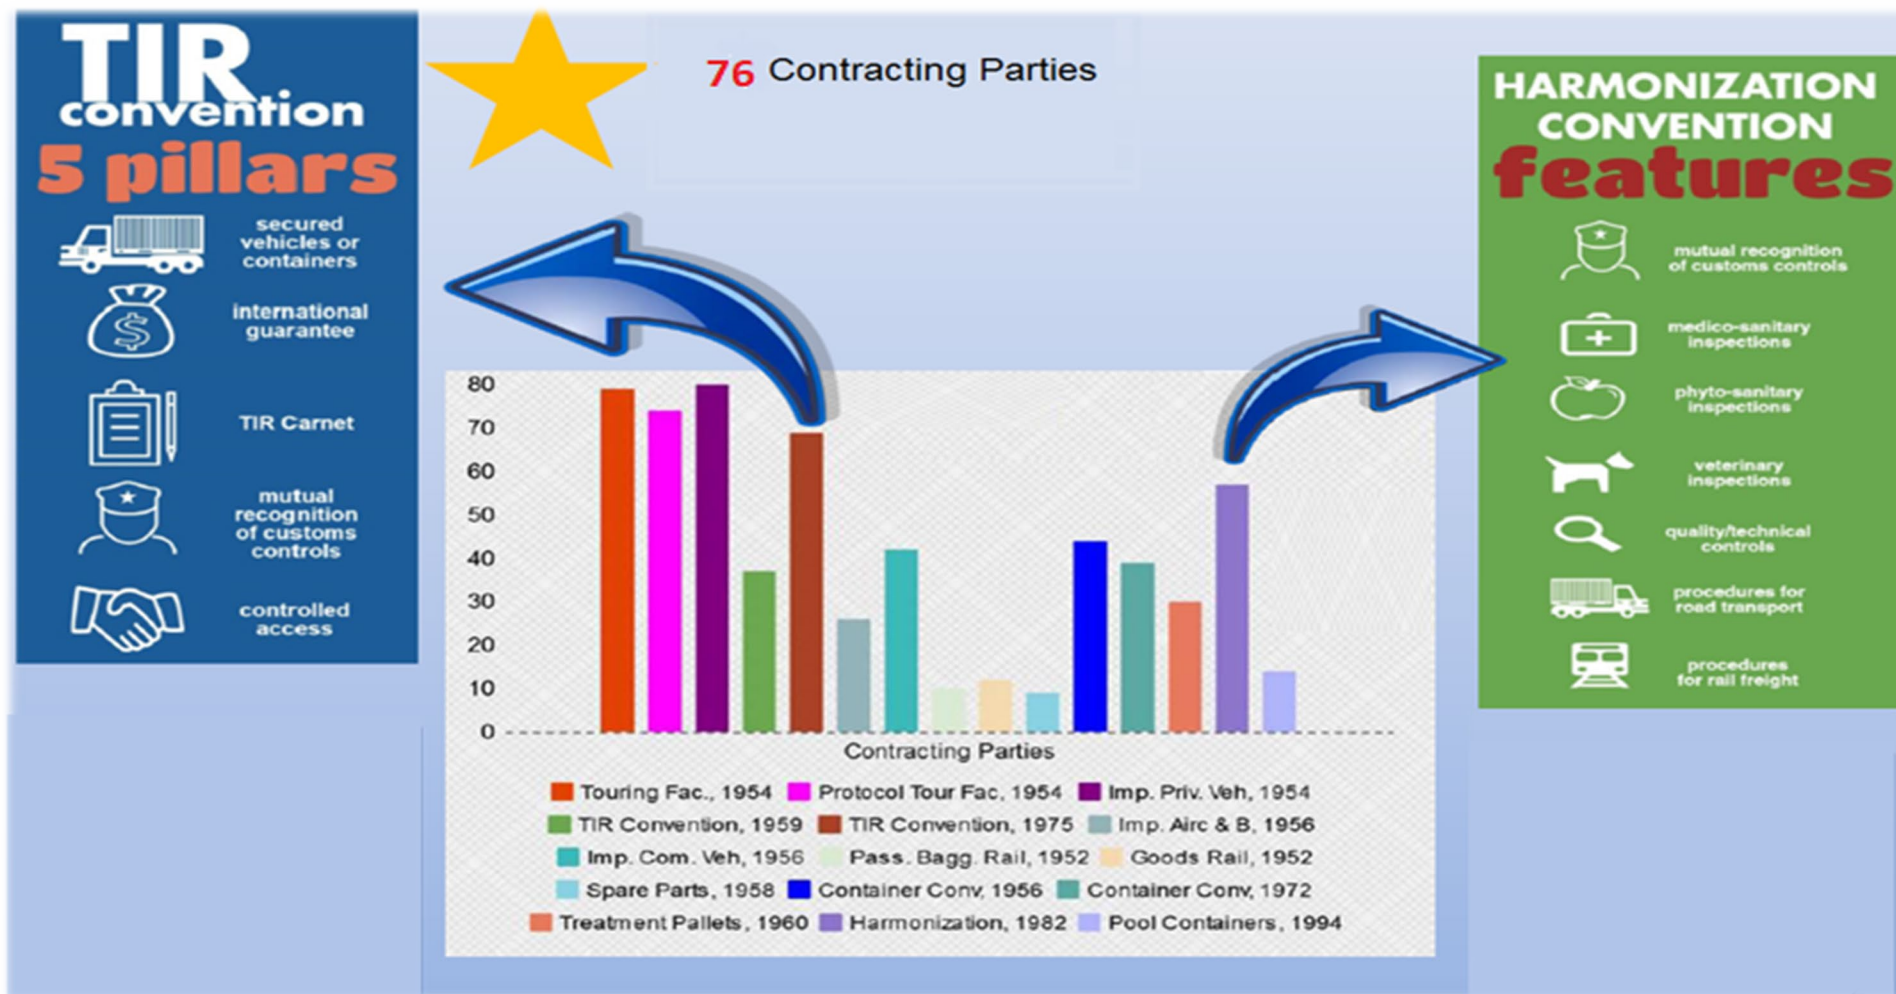 TIR
convention
5 pillars
secured
vehicles or
containers
international
guarantee
TIR Carnet
mutual
recognition
of customs
controls
controlled
access
76 Contracting Parties
80
70
60
50
40
30
20
10
0
Contracting Parties
Touring Fac., 1954 Protocol Tour Fac, 1954 Imp. Priv. Veh, 1954
TIR Convention, 1959 TIR Convention, 1975 Imp. Airc & B, 1956
Imp. Com. Veh, 1956 Pass. Bagg. Rail, 1952 Goods Rail, 1952
Spare Parts, 1958 Container Conv, 1956 Container Conv, 1972
Treatment Pallets, 1960 Harmonization, 1982 Pool Containers, 1994
HARMONIZATION
CONVENTION
features
mutual recognition
of customs controls
medico-sanitary
inspections
phyto-sanitary
inspections
veterinary
inspections
quality/technical
controls
procedures for
road transport
procedures
for rail freight